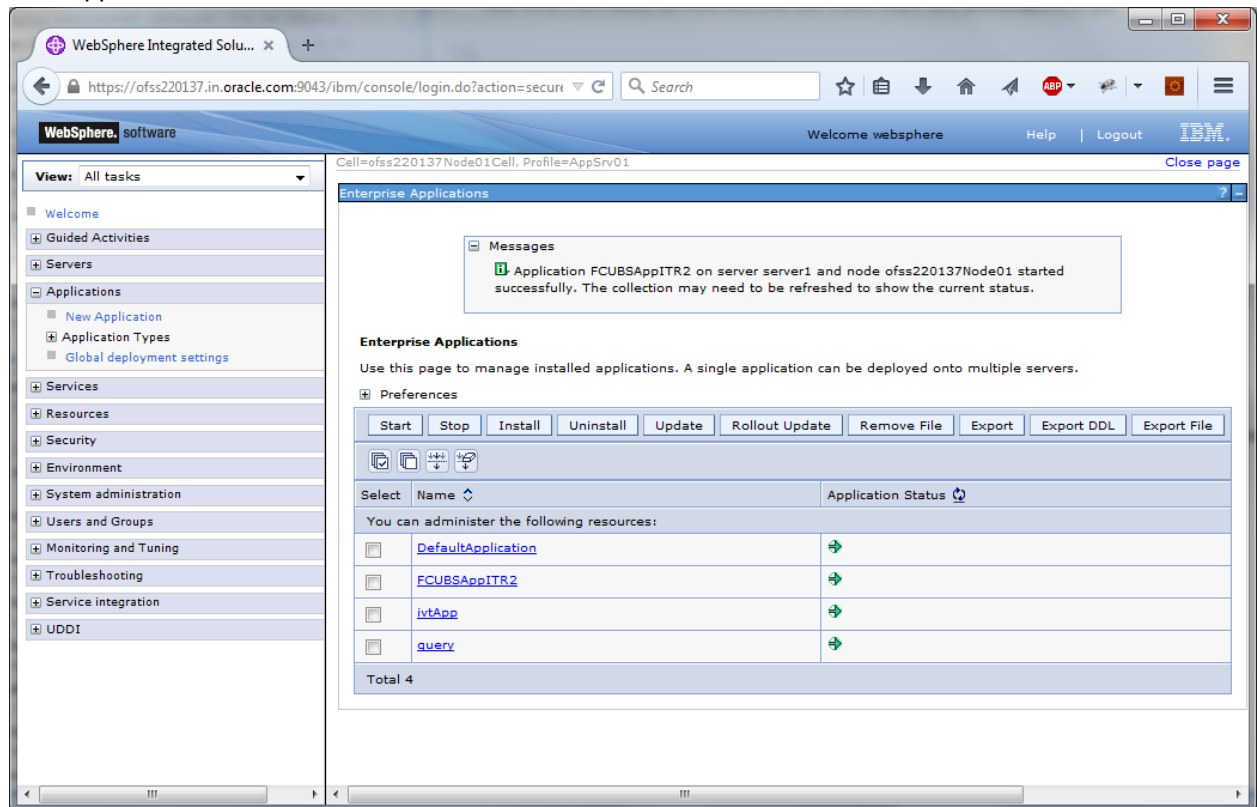 WebSphere Integrated Solu... × +
https://ofss220137.in.oracle.com:9043/ibm/console/login.do?action=secure Search ABP
WebSphere. software Welcome websphere Help | Logout IBM.
View: All tasks
Welcome
Guided Activities
Servers
Applications
New Application
Application Types
Global deployment settings
Services
Resources
Security
Environment
System administration
Users and Groups
Monitoring and Tuning
Troubleshooting
Service integration
UDDI
Cell=ofss220137Node01Cell, Profile=AppSrv01 Close page
Enterprise Applications ? -
Messages
Application FCUBSAppITR2 on server server1 and node ofss220137Node01 started
successfully. The collection may need to be refreshed to show the current status.
Enterprise Applications
Use this page to manage installed applications. A single application can be deployed onto multiple servers.
Preferences
Start Stop Install Uninstall Update Rollout Update Remove File Export Export DDL Export File
Select Name Application Status
You can administer the following resources:
DefaultApplication
FCUBSAppITR2
ivtApp
query
Total 4